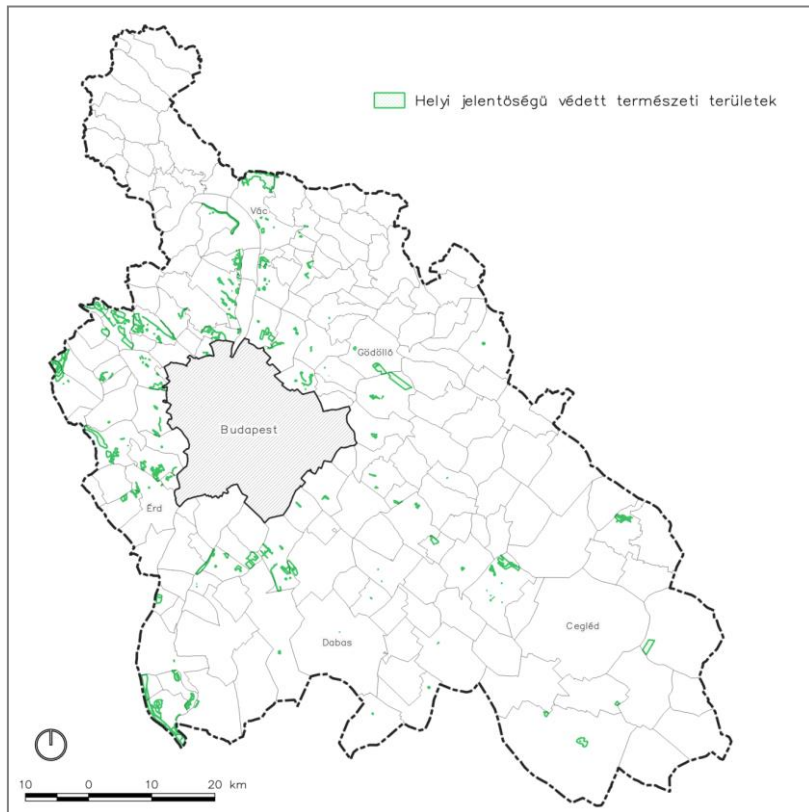 Helyi jelentőségű védett természeti területek
Vác
Gödöllő
Budapest
Érd
Cegléd
Dabas
10 0 10 20 km